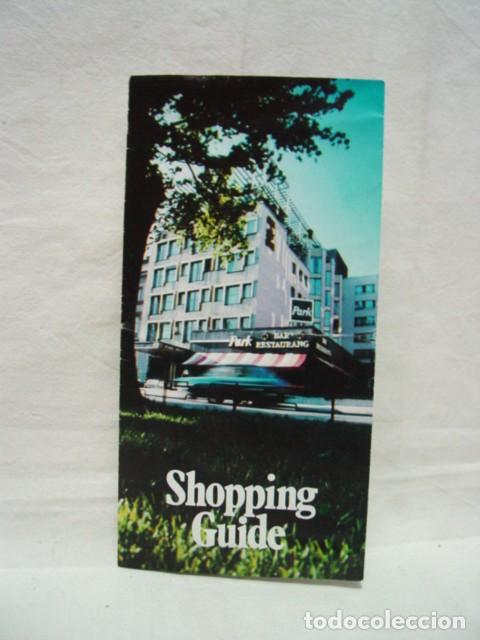 Park
Park
BAR
RESTAURANG
Shopping
Guide
todocoleccion